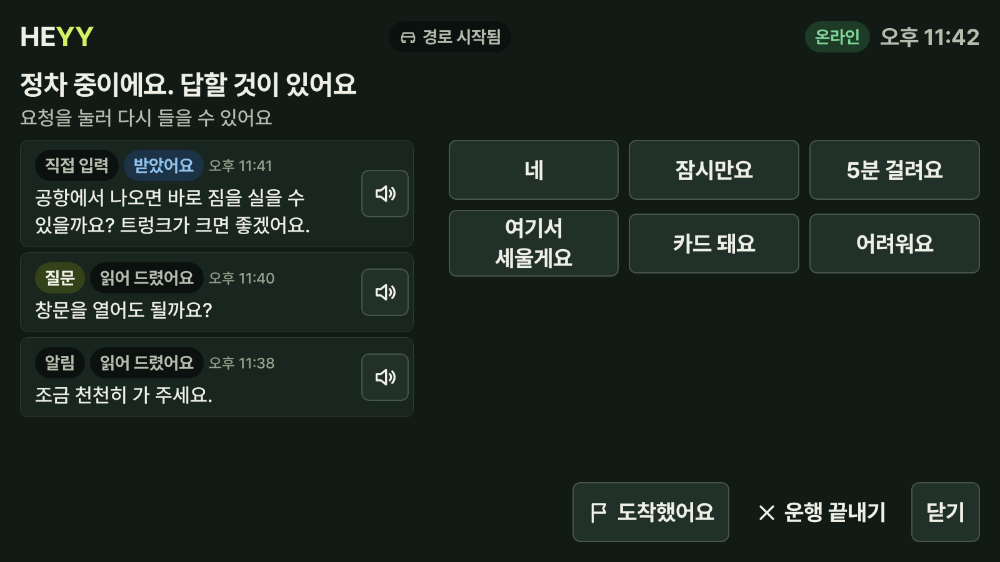 HEYY
경로 시작됨
온라인 오후 11:42
정차 중이에요. 답할 것이 있어요
요청을 눌러 다시 들을 수 있어요
직접 입력 받았어요 오후 11:41
공항에서 나오면 바로 짐을 실을 수
있을까요? 트렁크가 크면 좋겠어요.
질문 읽어 드렸어요 오후 11:40
창문을 열어도 될까요?
알림 읽어 드렸어요 오후 11:38
조금 천천히 가 주세요.
네
잠시만요
5분 걸려요
여기서
세울게요
카드 돼요
어려워요
도착했어요
운행 끝내기
닫기